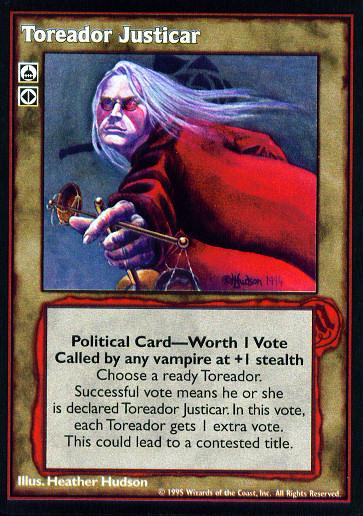 Toreador Justicar
©HHudson 1994
Political Card—Worth 1 Vote
Called by any vampire at +1 stealth
Choose a ready Toreador.
Successful vote means he or she
is declared Toreador Justicar. In this vote,
each Toreador gets 1 extra vote.
This could lead to a contested title.
Illus. Heather Hudson
© 1995 Wizards of the Coast, Inc. All Rights Reserved.